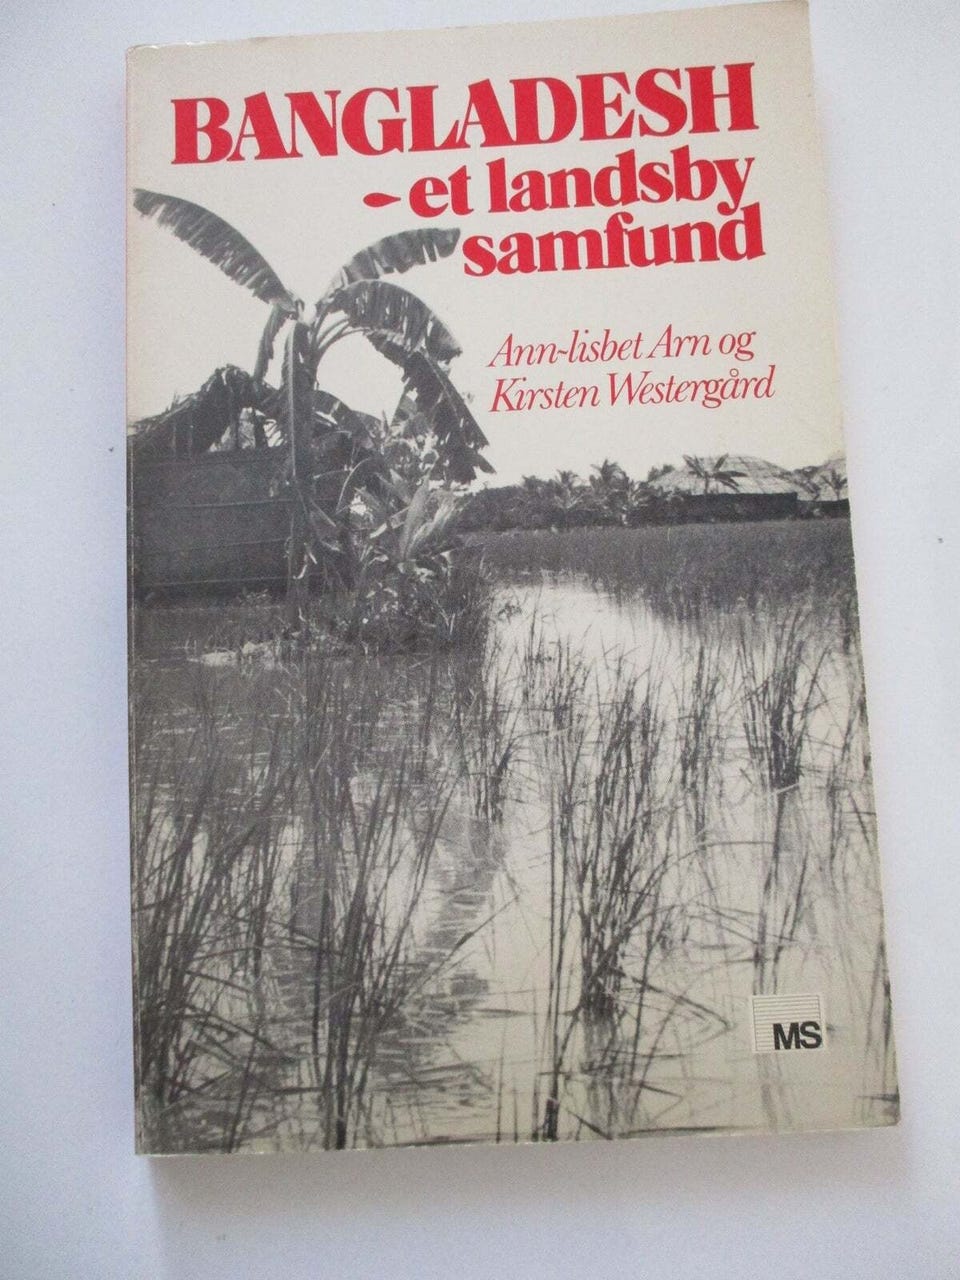 BANGLADESH
- et landsby
samfund
Ann-lisbet Arn og
Kirsten Westergård
MS